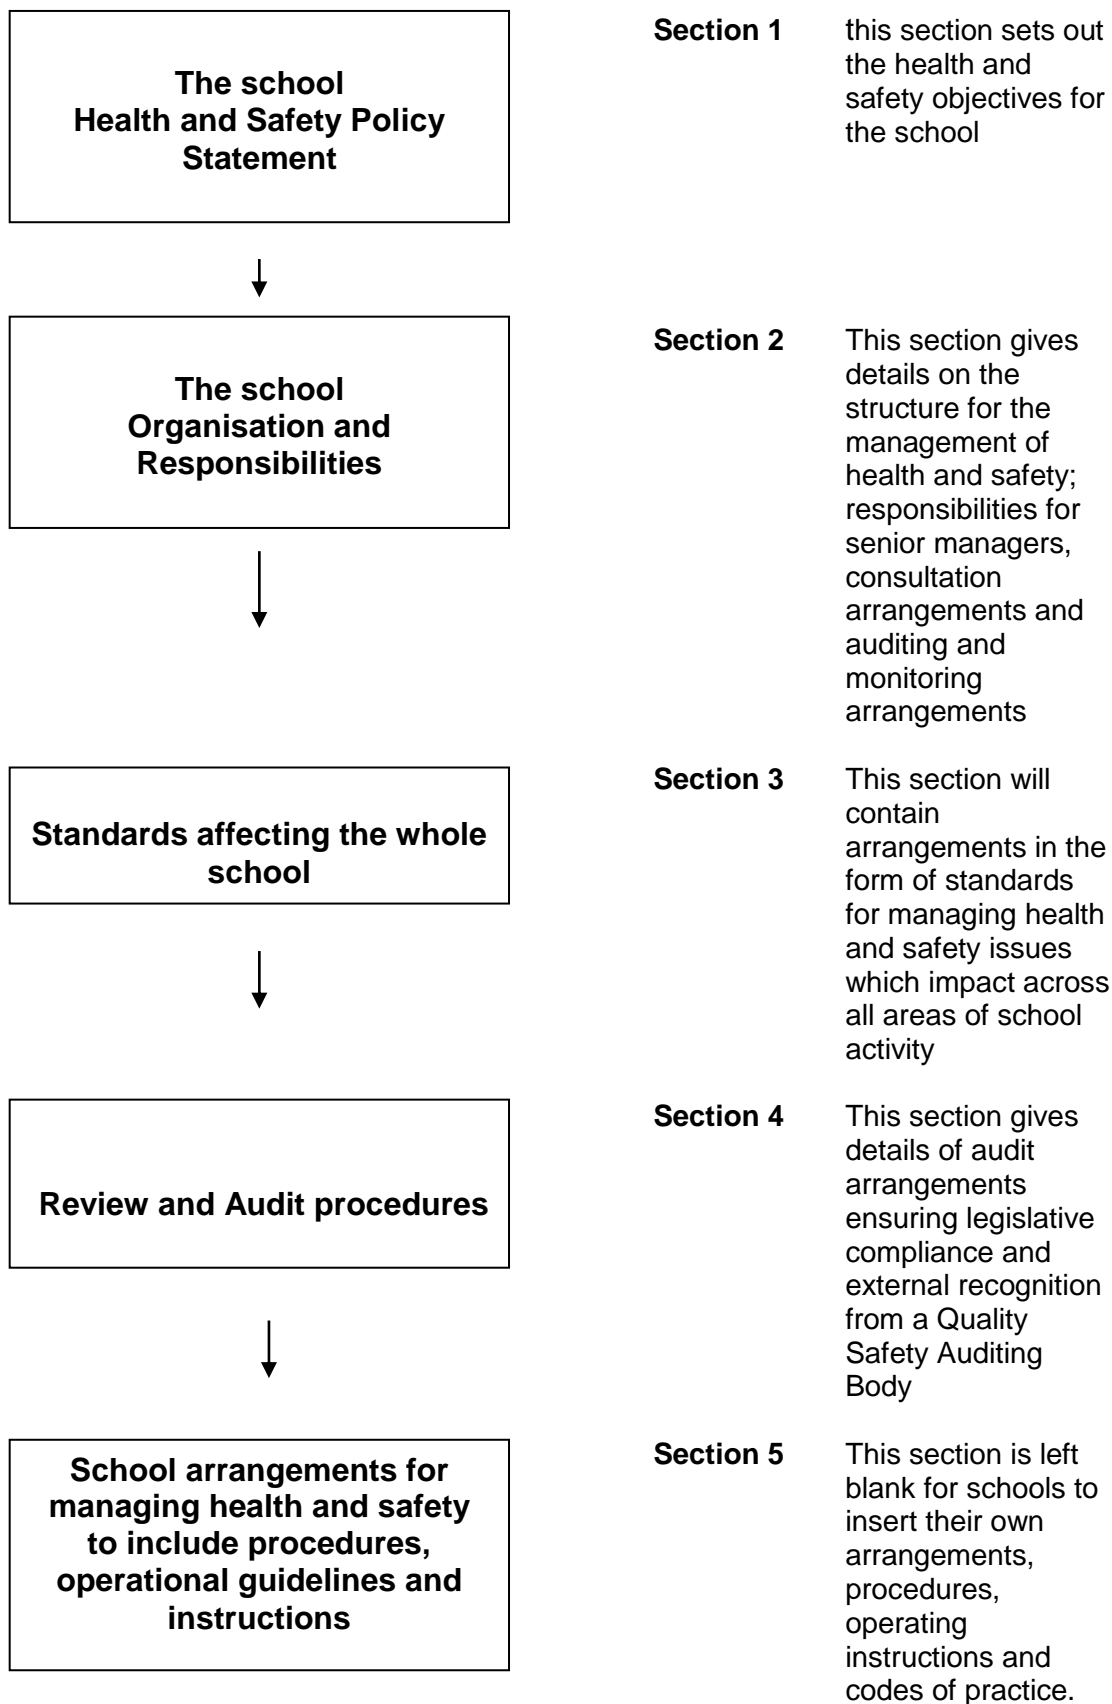 The school
Health and Safety Policy
Statement
Section 1
this section sets out
the health and
safety objectives for
the school
The school
Organisation and
Responsibilities
Section 2
This section gives
details on the
structure for the
management of
health and safety;
responsibilities for
senior managers,
consultation
arrangements and
auditing and
monitoring
arrangements
Standards affecting the whole
school
Section 3
This section will
contain
arrangements in the
form of standards
for managing health
and safety issues
which impact across
all areas of school
activity
Review and Audit procedures
Section 4
This section gives
details of audit
arrangements
ensuring legislative
compliance and
external recognition
from a Quality
Safety Auditing
Body
School arrangements for
managing health and safety
to include procedures,
operational guidelines and
instructions
Section 5
This section is left
blank for schools to
insert their own
arrangements,
procedures,
operating
instructions and
codes of practice.